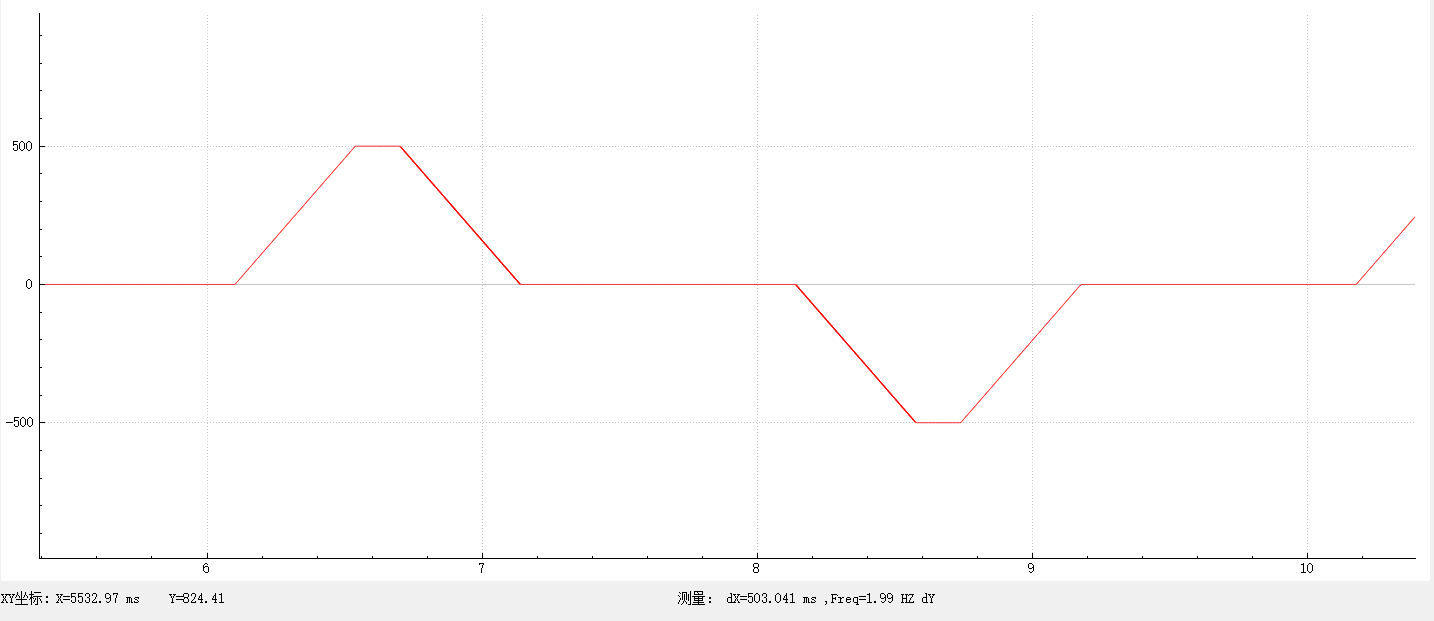 500
0
-500
6 7 8 9 10
XY坐标: X=5532.97 ms Y=824.41 测量: dX=503.041 ms ,Freq=1.99 HZ dY